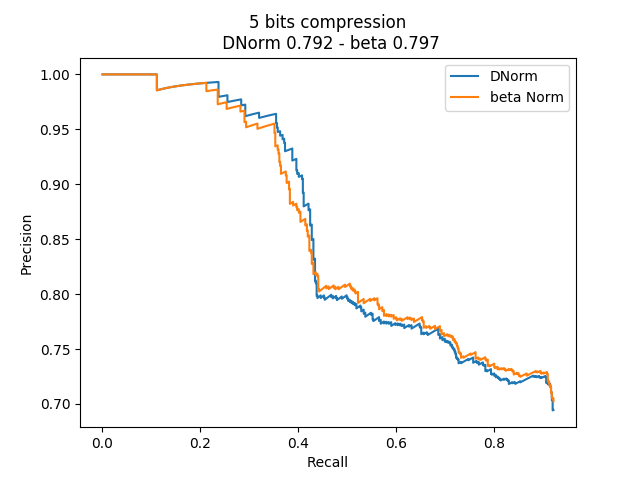 5 bits compression
DNorm 0.792 - beta 0.797
DNorm
beta Norm
1.00
0.95
0.90
0.85
0.80
0.75
0.70
Precision
0.0 0.2 0.4 0.6 0.8
Recall